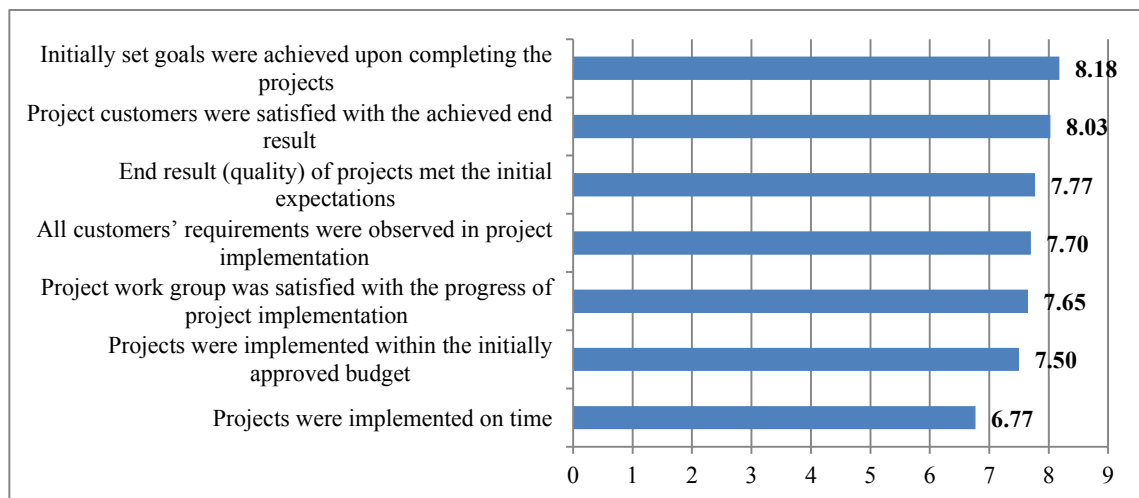 Initially set goals were achieved upon completing the
projects
8.18
Project customers were satisfied with the achieved end
result
8.03
End result (quality) of projects met the initial
expectations
7.77
All customers’ requirements were observed in project
implementation
7.70
Project work group was satisfied with the progress of
project implementation
7.65
Projects were implemented within the initially
approved budget
7.50
Projects were implemented on time
6.77
0 1 2 3 4 5 6 7 8 9